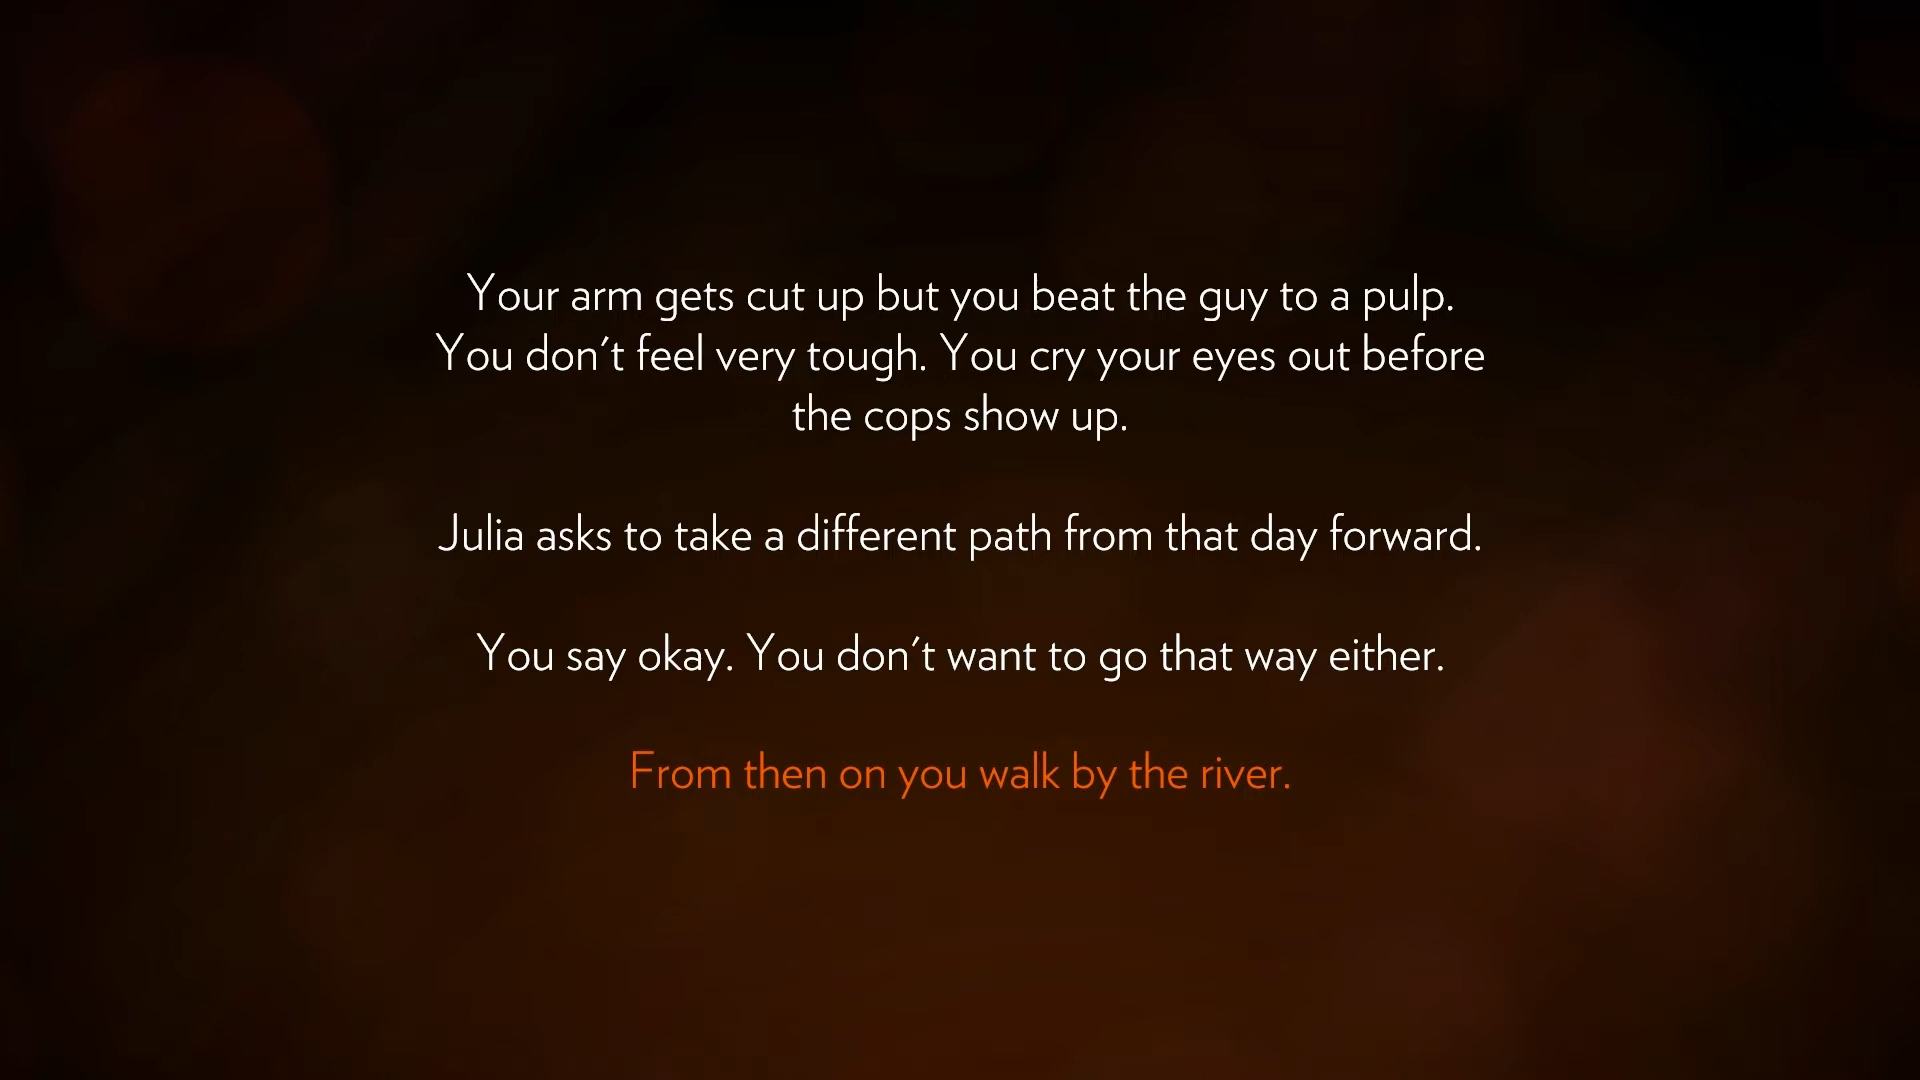 Your arm gets cut up but you beat the guy to a pulp.
You don't feel very tough. You cry your eyes out before
the cops show up.
Julia asks to take a different path from that day forward.
You say okay. You don't want to go that way either.
From then on you walk by the river.